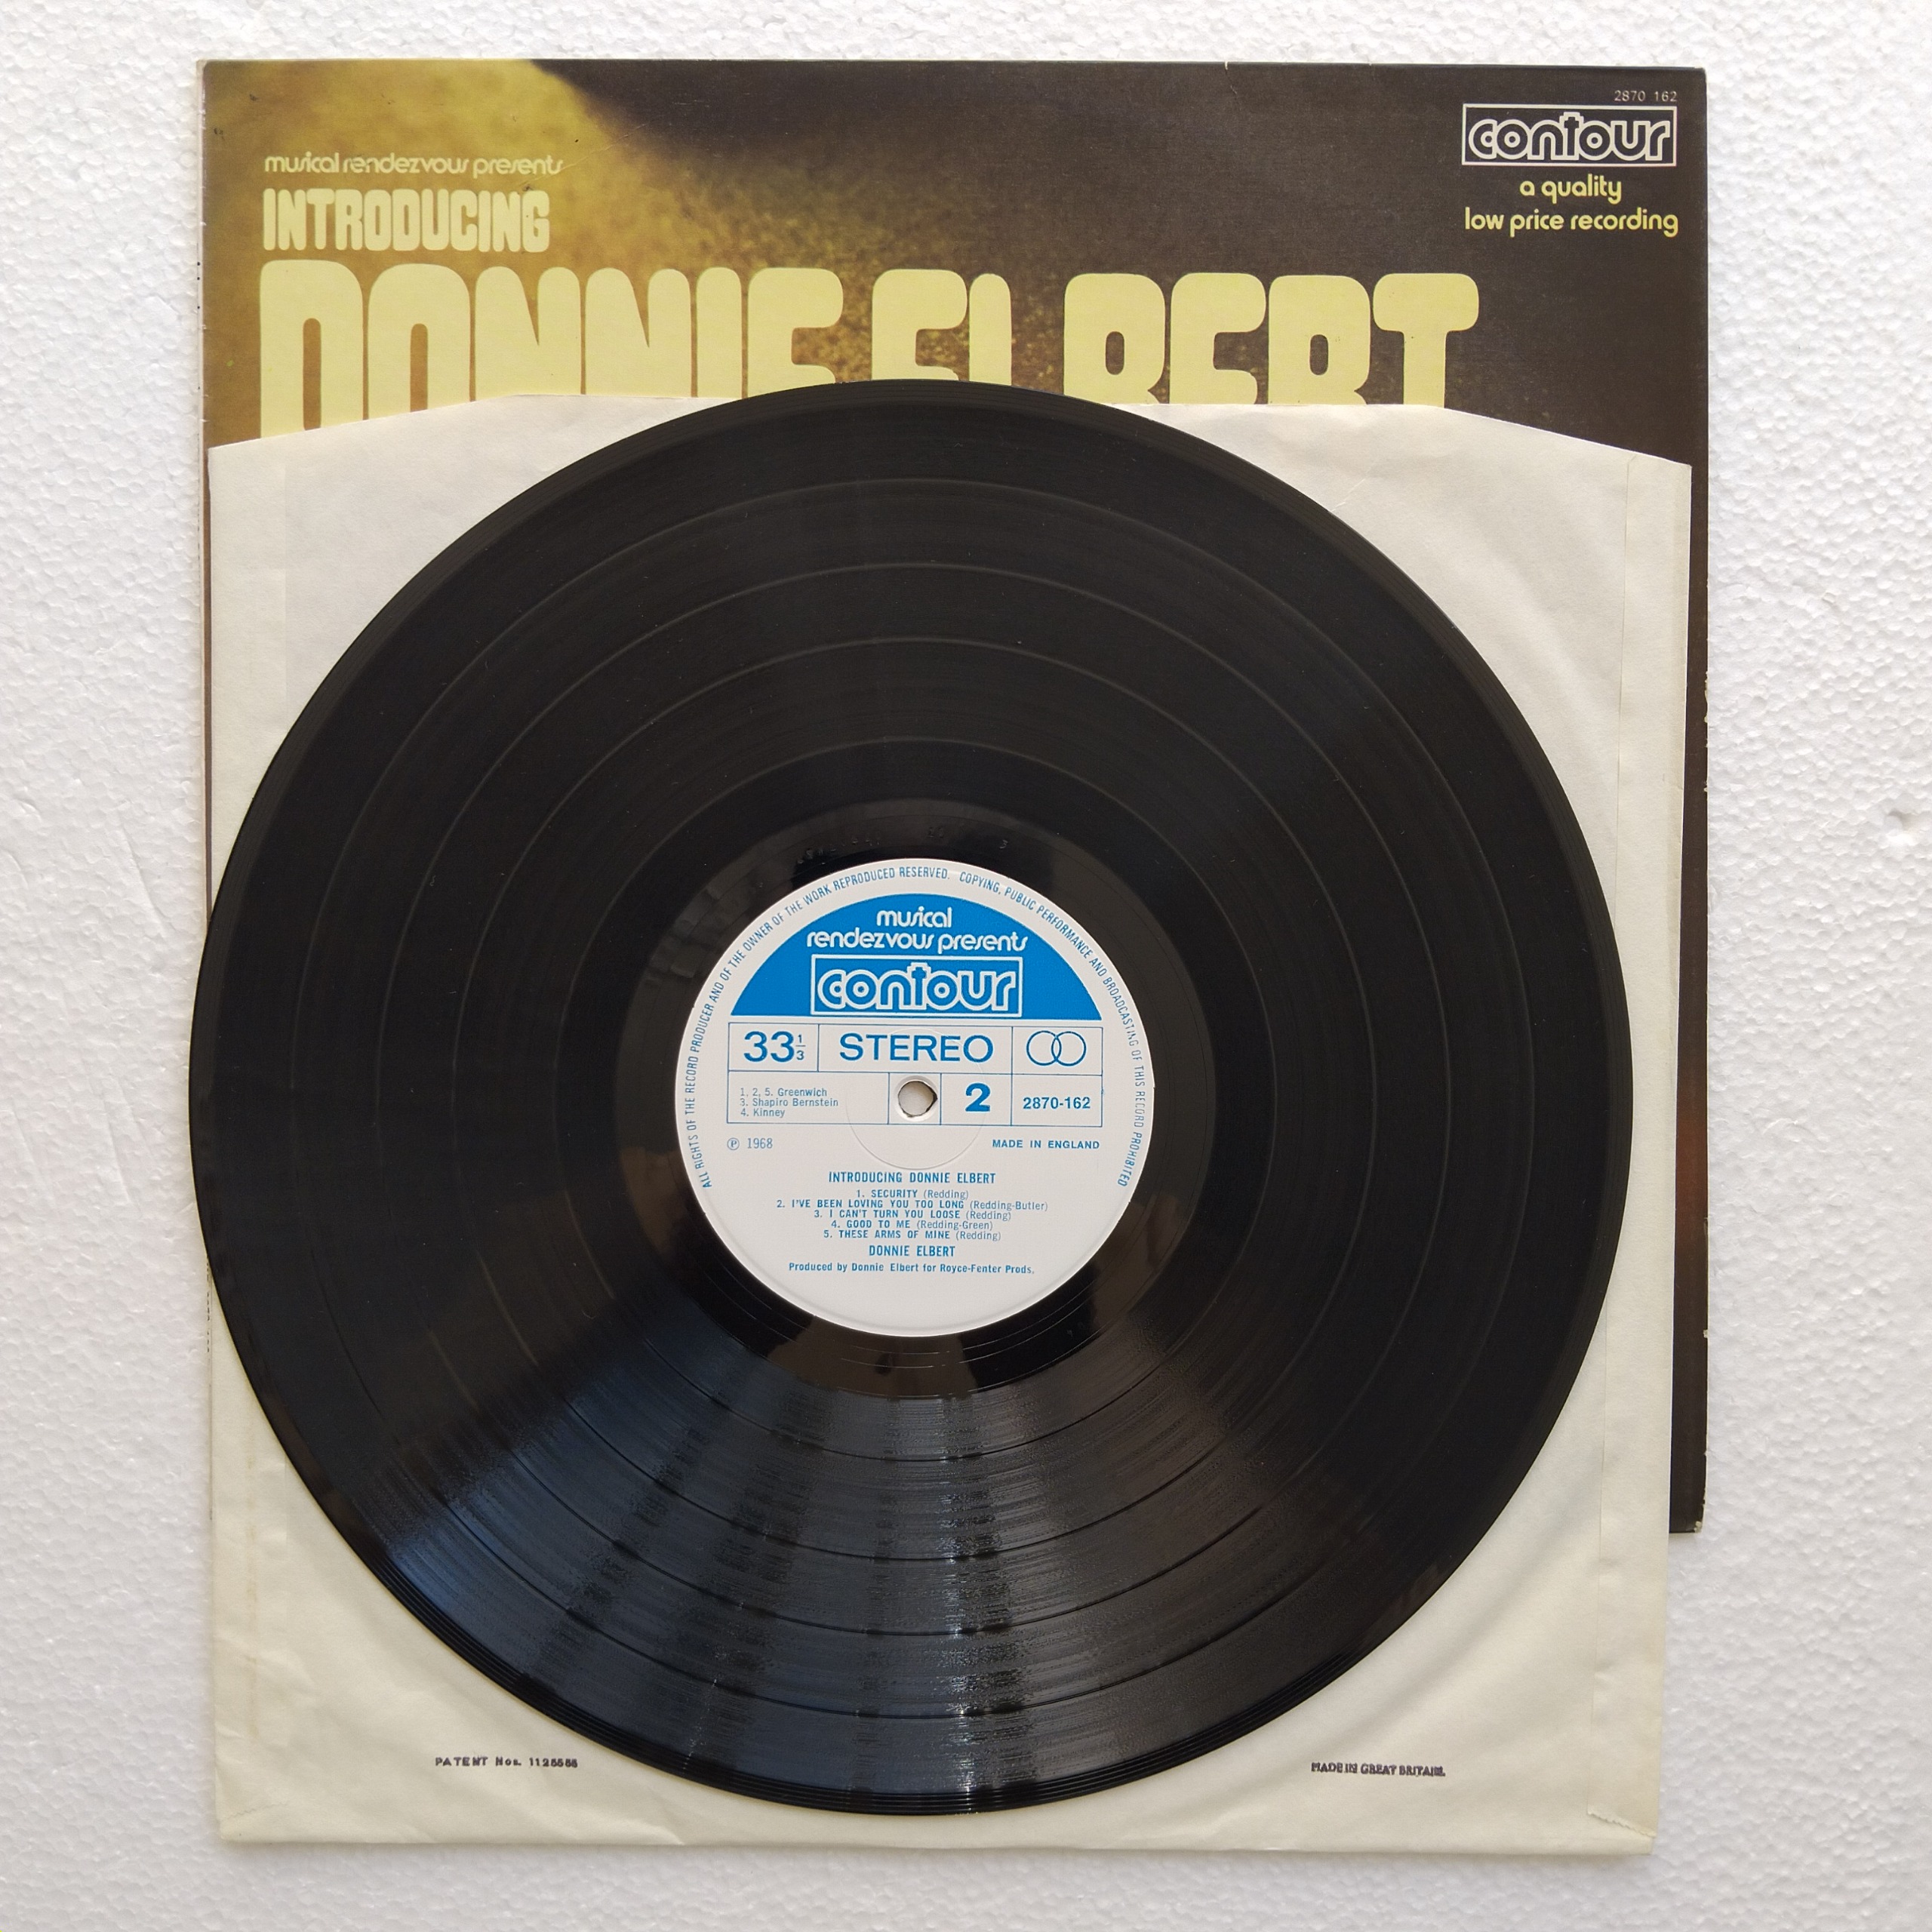 2870 162
contour
a quality
low price recording
musical rendezvous presents
INTRODUCING
DONNIE ELBERT
ALL RIGHTS OF THE RECORD PRODUCER AND OF THE OWNER OF THE WORK REPRODUCED RESERVED. COPYING, PUBLIC PERFORMANCE AND BROADCASTING OF THIS RECORD PROHIBITED
musical
rendezvous presents
contour
33 1/3 STEREO
1, 2, 5. Greenwich
3. Shapiro Bernstein
4. Kinney
2
2870-162
℗ 1968
MADE IN ENGLAND
INTRODUCING DONNIE ELBERT
1. SECURITY (Redding)
2. I'VE BEEN LOVING YOU TOO LONG (Redding-Butler)
3. I CAN'T TURN YOU LOOSE (Redding)
4. GOOD TO ME (Redding-Green)
5. THESE ARMS OF MINE (Redding)
DONNIE ELBERT
Produced by Donnie Elbert for Royce-Fenter Prods.
PATENT Nos.
MADE IN GREAT BRITAIN.